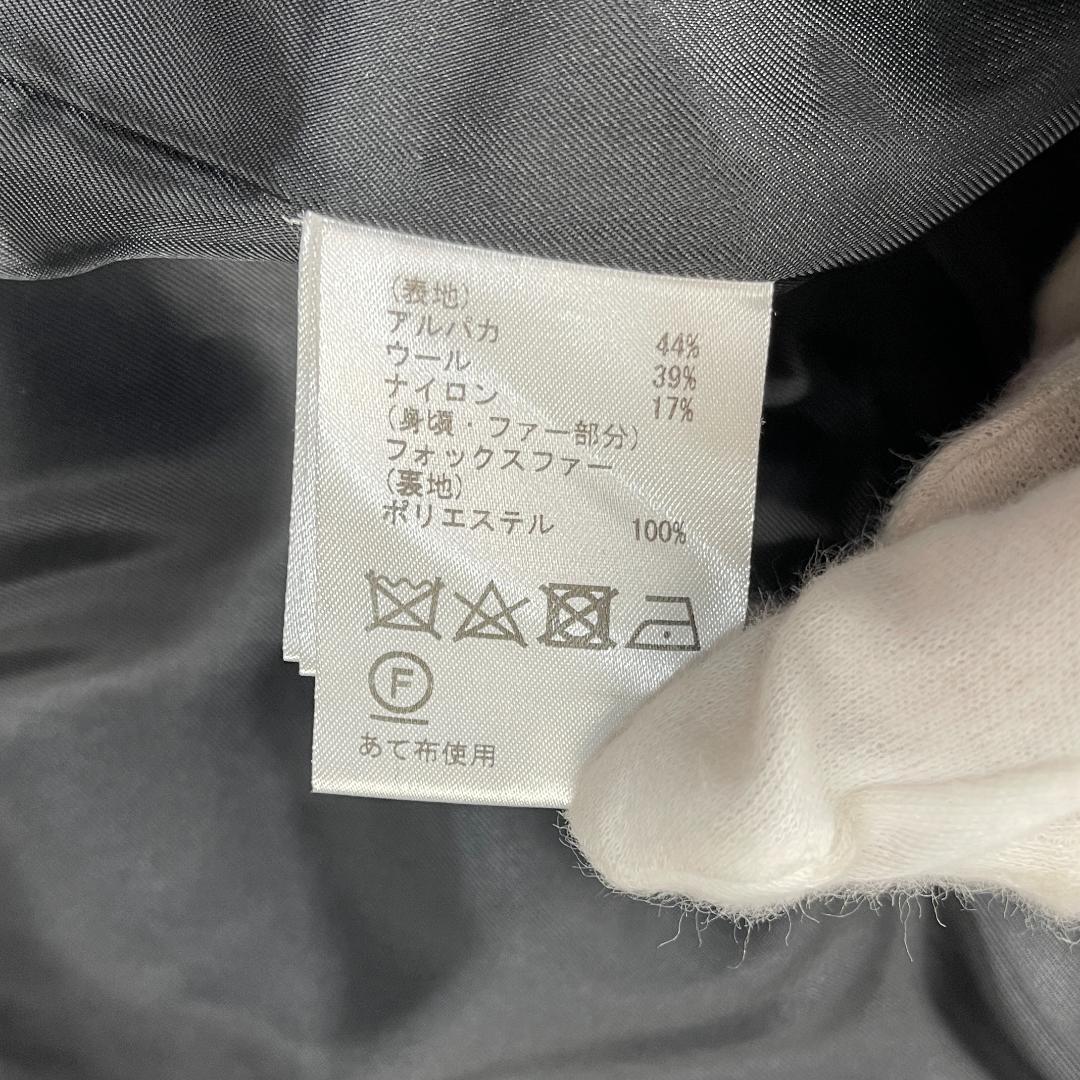 (表地)
アルパカ 44%
ウール 39%
ナイロン 17%
(身頃・ファー部分)
フォックスファー
(裏地)
ポリエステル 100%
F
あて布使用